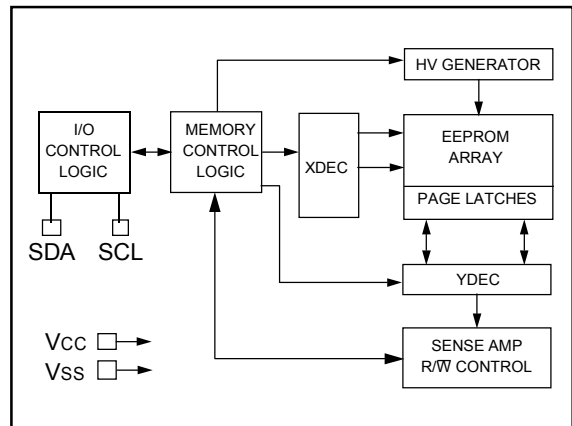 HV GENERATOR
I/O
CONTROL
LOGIC
MEMORY
CONTROL
LOGIC
XDEC
EEPROM
ARRAY
PAGE LATCHES
SDA
SCL
YDEC
VCC
VSS
SENSE AMP
R/W̅ CONTROL